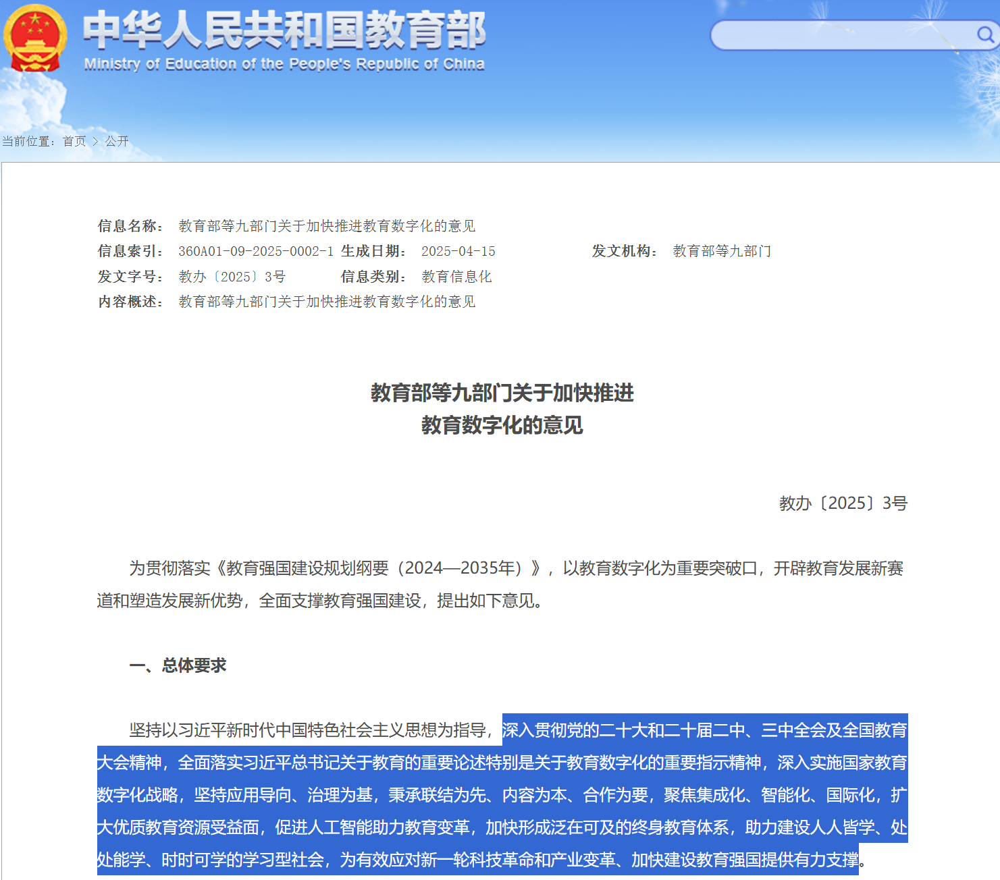 中华人民共和国教育部
Ministry of Education of the People's Republic of China
当前位置：首页 > 公开
信息名称： 教育部等九部门关于加快推进教育数字化的意见
信息索引： 360A01-09-2025-0002-1 生成日期： 2025-04-15 发文机构： 教育部等九部门
发文字号： 教办〔2025〕3号 信息类别： 教育信息化
内容概述： 教育部等九部门关于加快推进教育数字化的意见
教育部等九部门关于加快推进
教育数字化的意见
教办〔2025〕3号
为贯彻落实《教育强国建设规划纲要（2024—2035年）》，以教育数字化为重要突破口，开辟教育发展新赛
道和塑造发展新优势，全面支撑教育强国建设，提出如下意见。
一、总体要求
坚持以习近平新时代中国特色社会主义思想为指导，深入贯彻党的二十大和二十届二中、三中全会及全国教育
大会精神，全面落实习近平总书记关于教育的重要论述特别是关于教育数字化的重要指示精神，深入实施国家教育
数字化战略，坚持应用导向、治理为基，秉承联结为先、内容为本、合作为要，聚焦集成化、智能化、国际化，扩
大优质教育资源受益面，促进人工智能助力教育变革，加快形成泛在可及的终身教育体系，助力建设人人皆学、处
处能学、时时可学的学习型社会，为有效应对新一轮科技革命和产业变革、加快建设教育强国提供有力支撑。